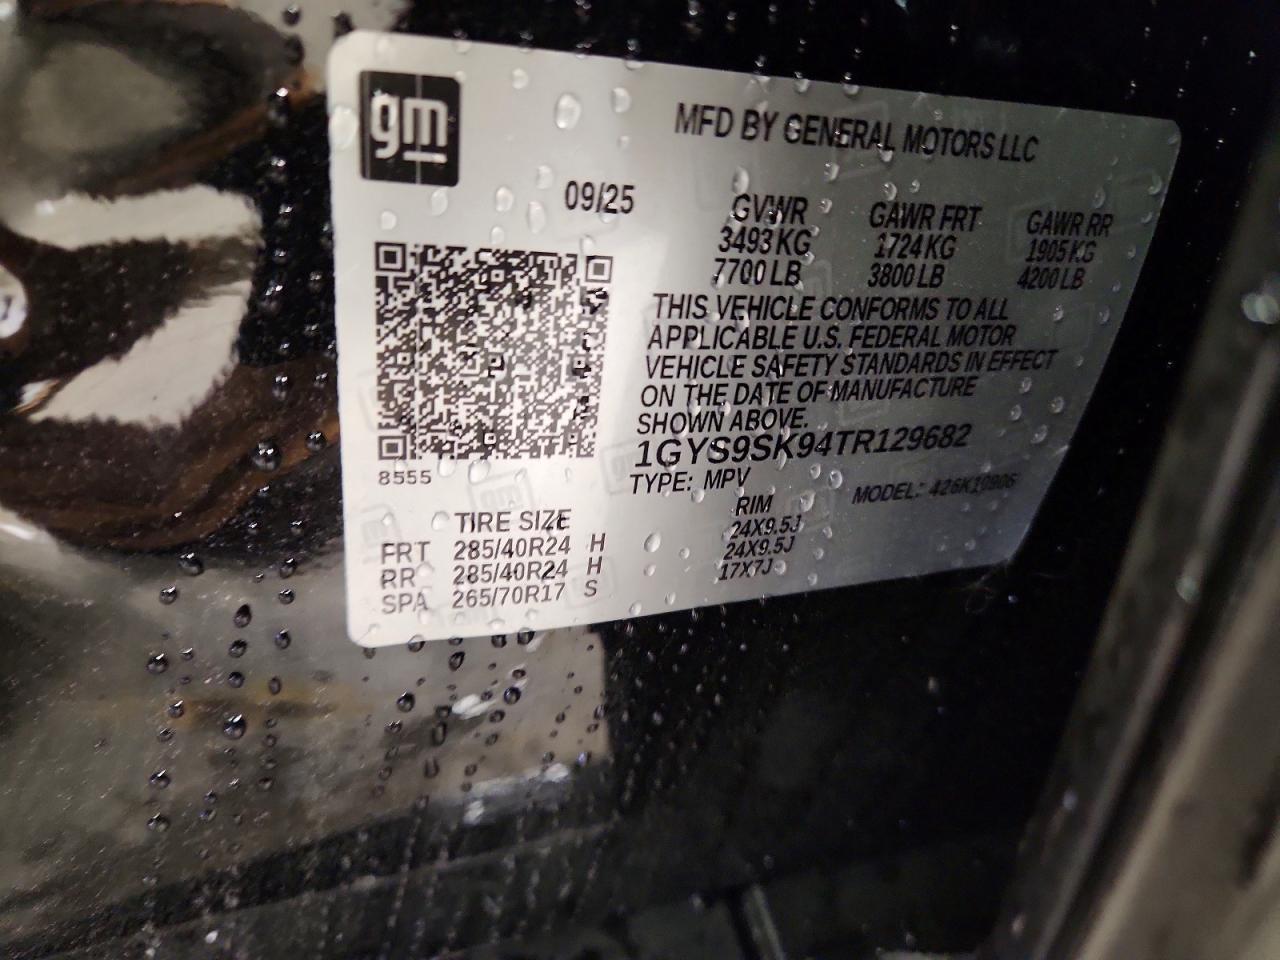 gm
MFD BY GENERAL MOTORS LLC
09/25
GVWR GAWR FRT GAWR RR
3493 KG 1724 KG 1905 KG
7700 LB 3800 LB 4200 LB
THIS VEHICLE CONFORMS TO ALL
APPLICABLE U.S. FEDERAL MOTOR
VEHICLE SAFETY STANDARDS IN EFFECT
ON THE DATE OF MANUFACTURE
SHOWN ABOVE.
1GYS9SK94TR129682
8555
TYPE: MPV MODEL: 426K10906
TIRE SIZE RIM
FRT 285/40R24 H 24X9.5J
RR 285/40R24 H 24X9.5J
SPA 265/70R17 S 17X7J